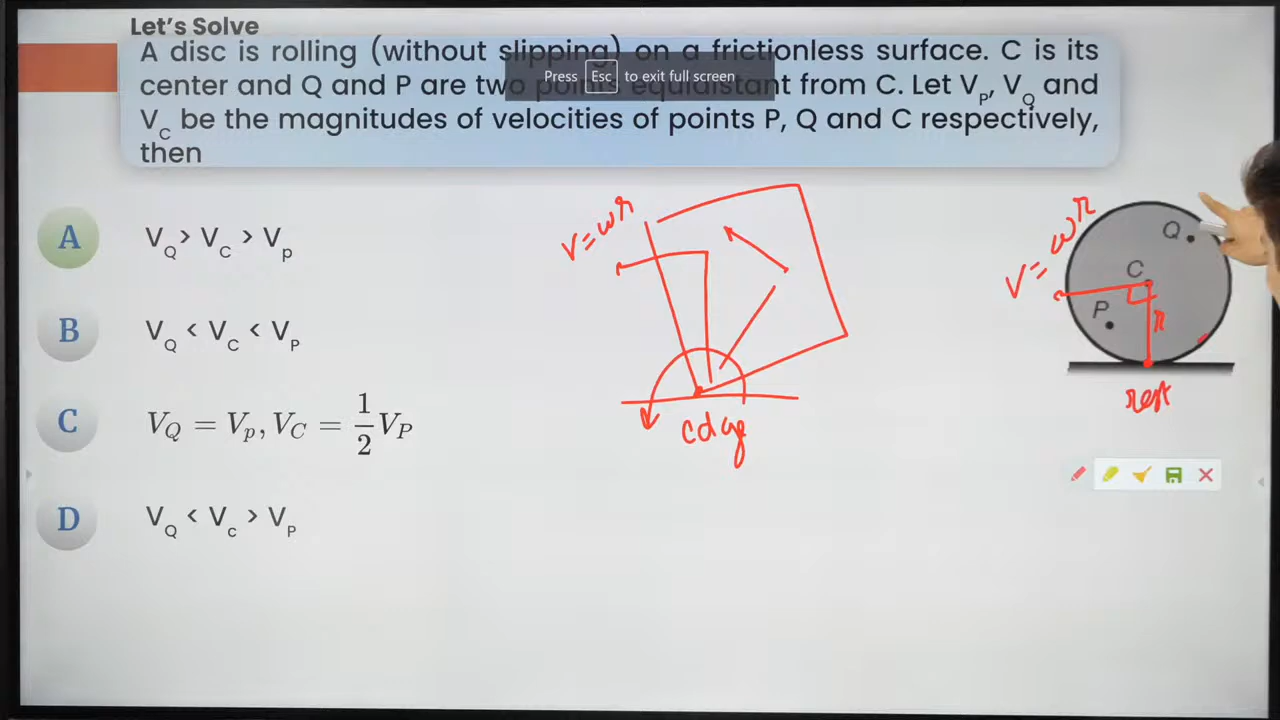 Let's Solve
A disc is rolling (without slipping) on a frictionless surface. C is its
Press Esc to exit full screen
center and Q and P are two points equidistant from C. Let V_P, V_Q and
V_C be the magnitudes of velocities of points P, Q and C respectively,
then
A V_Q > V_C > V_p
B V_Q < V_C < V_P
C V_Q = V_p, V_C = 1/2 V_P
D V_Q < V_c > V_P
V = ωr
V = ωr
Q
C
P
r
rest